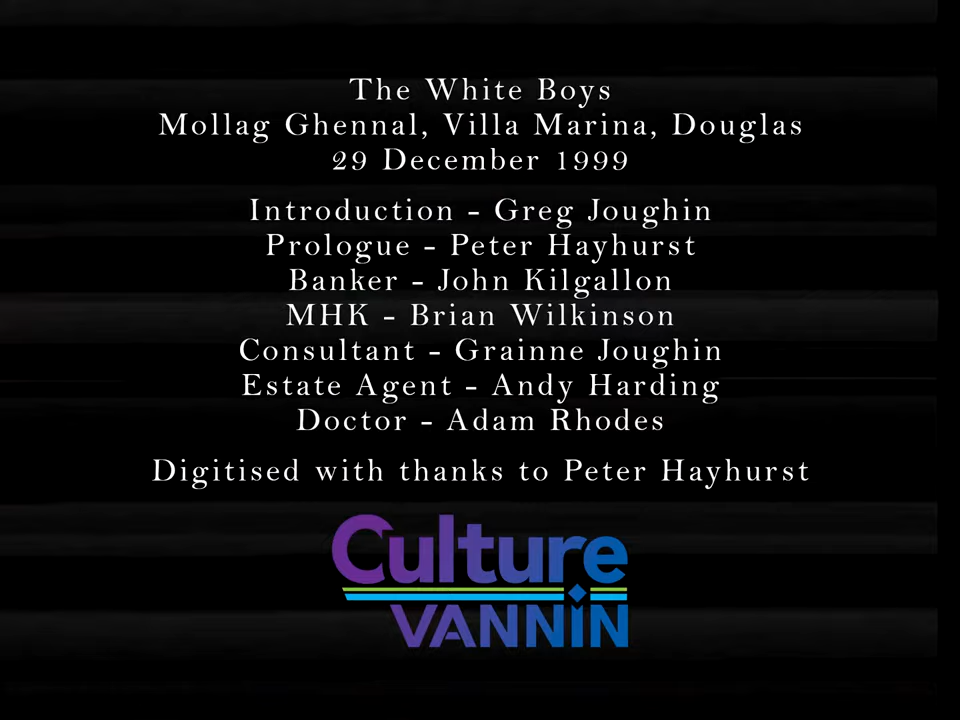 The White Boys
Mollag Ghennal, Villa Marina, Douglas
29 December 1999
Introduction - Greg Joughin
Prologue - Peter Hayhurst
Banker - John Kilgallon
MHK - Brian Wilkinson
Consultant - Grainne Joughin
Estate Agent - Andy Harding
Doctor - Adam Rhodes
Digitised with thanks to Peter Hayhurst
Culture
VANNIN